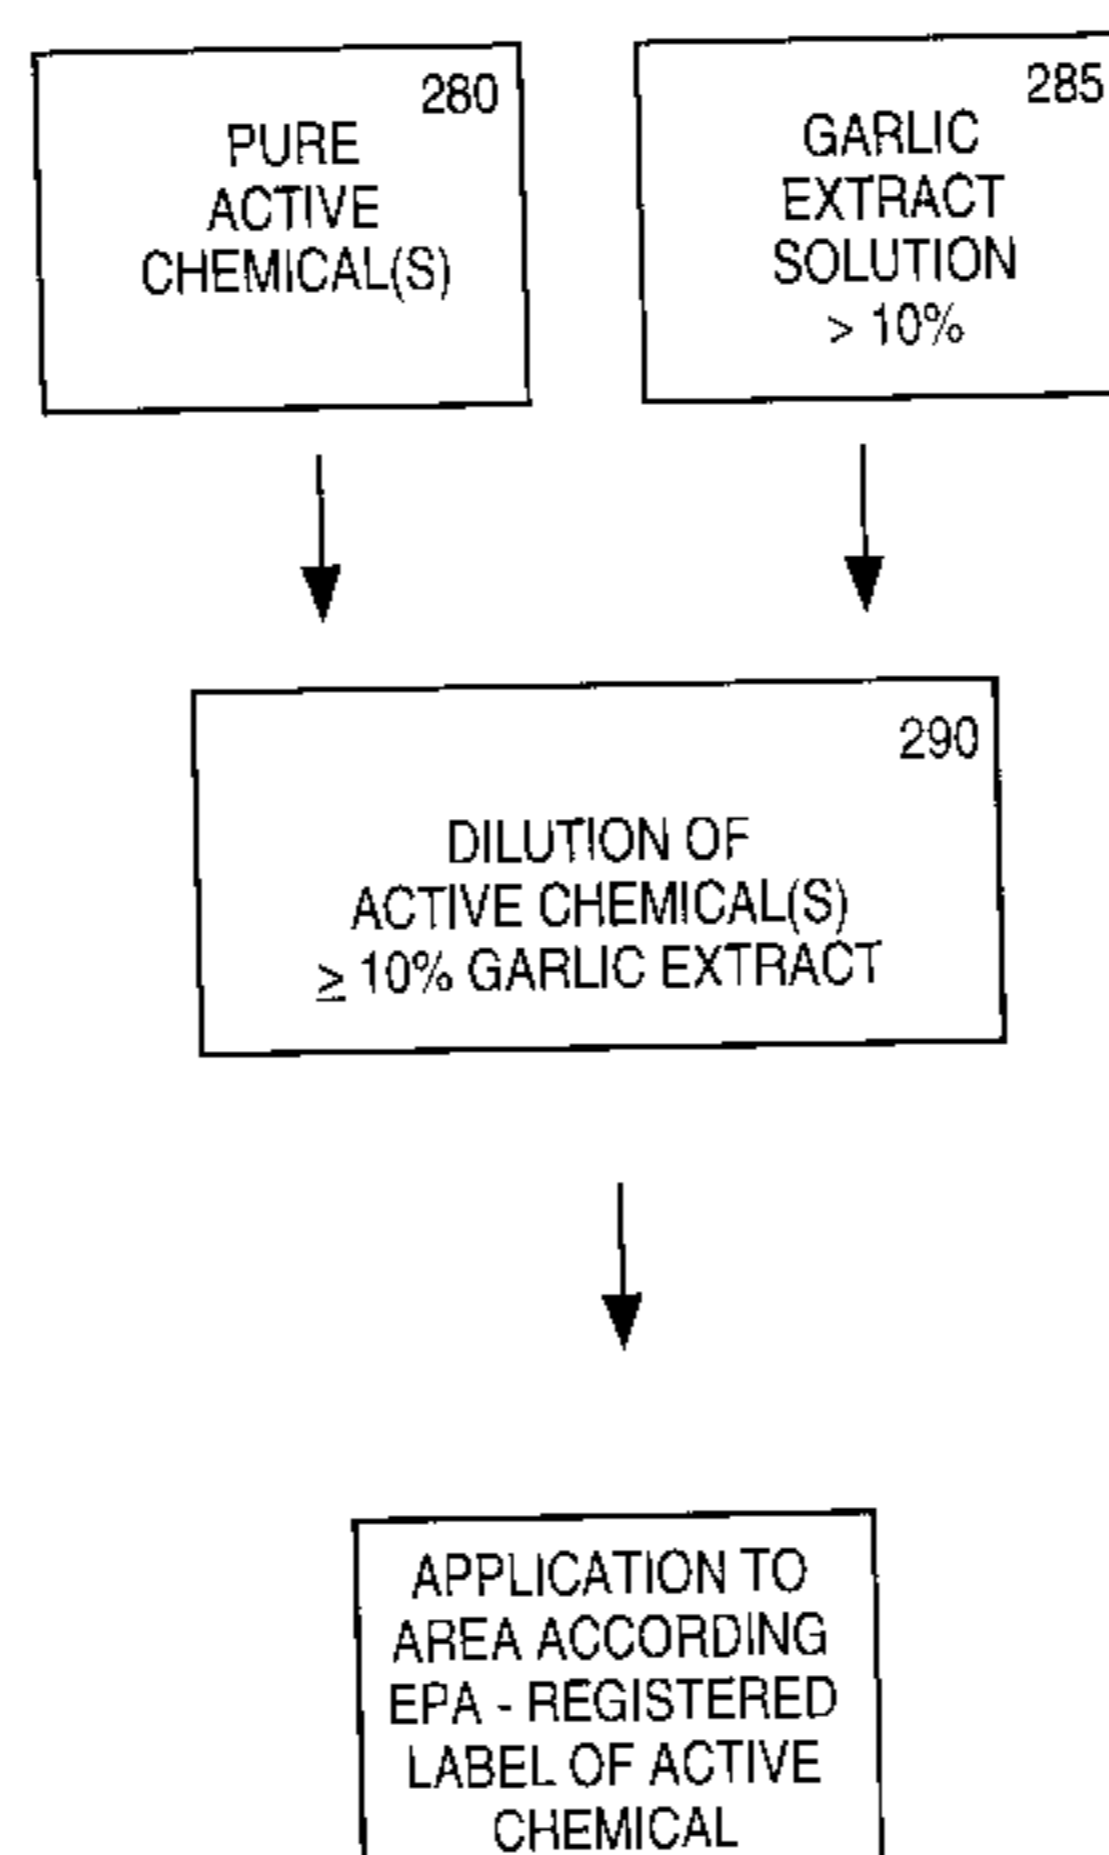 280
PURE
ACTIVE
CHEMICAL(S)
285
GARLIC
EXTRACT
SOLUTION
> 10%
290
DILUTION OF
ACTIVE CHEMICAL(S)
≥ 10% GARLIC EXTRACT
APPLICATION TO
AREA ACCORDING
EPA - REGISTERED
LABEL OF ACTIVE
CHEMICAL